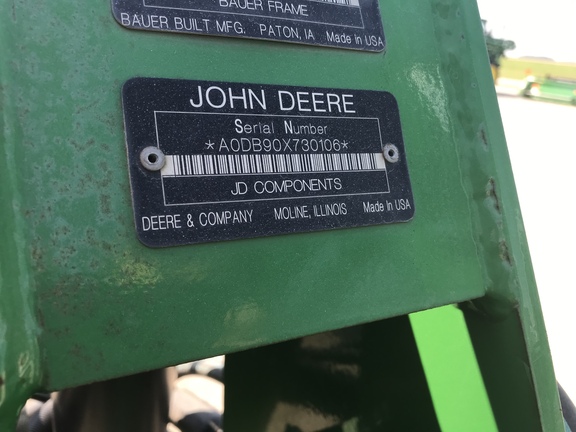 BAUER FRAME
BAUER BUILT MFG. PATON, IA Made In USA
JOHN DEERE
Serial Number
*A0DB90X730106*
JD COMPONENTS
DEERE & COMPANY MOLINE, ILLINOIS Made In USA